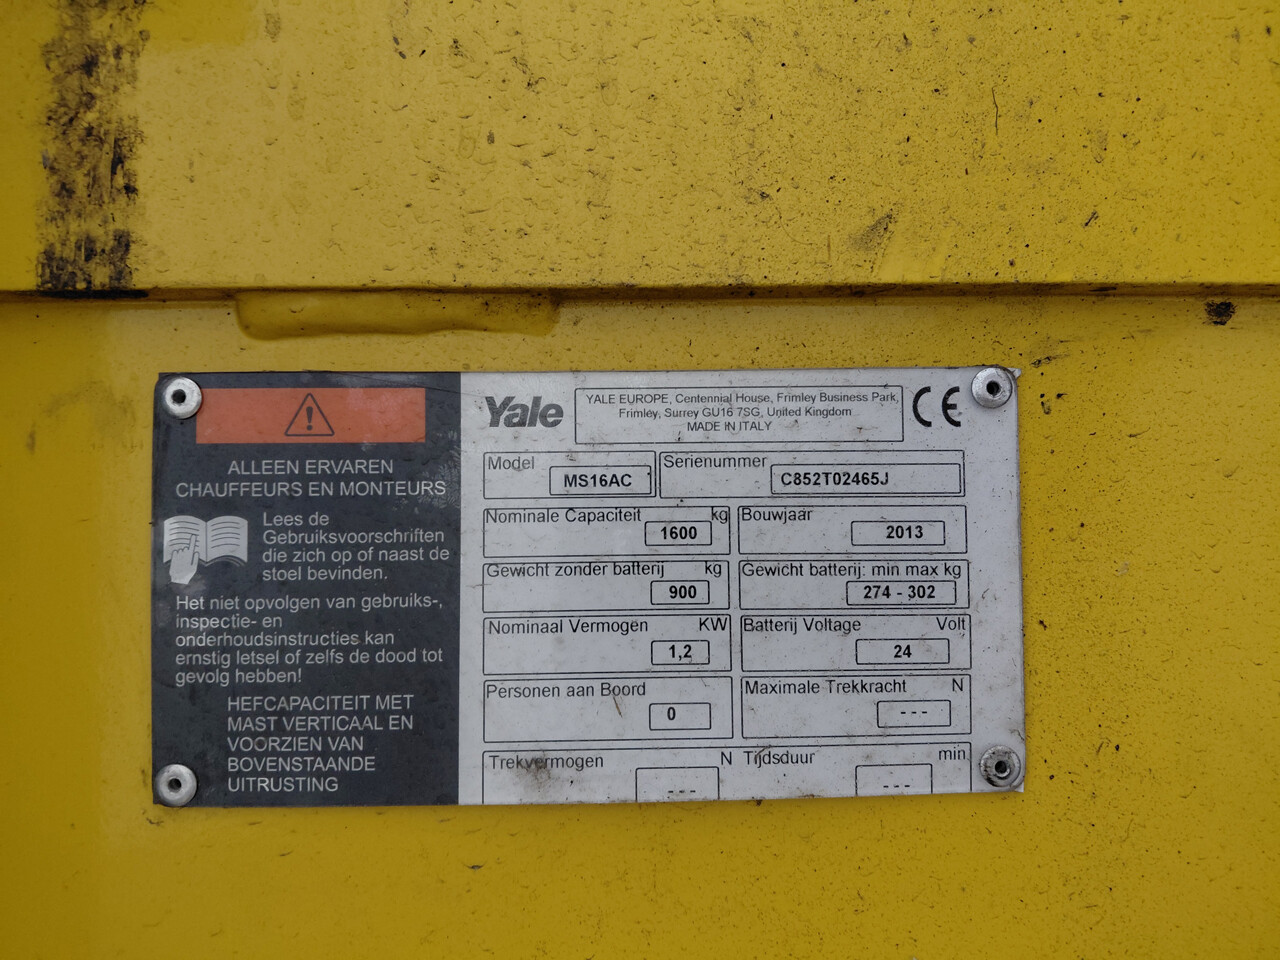 ALLEEN ERVAREN
CHAUFFEURS EN MONTEURS
Lees de
Gebruiksvoorschriften
die zich op of naast de
stoel bevinden.
Het niet opvolgen van gebruiks-,
inspectie- en
onderhoudsinstructies kan
ernstig letsel of zelfs de dood tot
gevolg hebben!
HEFCAPACITEIT MET
MAST VERTICAAL EN
VOORZIEN VAN
BOVENSTAANDE
UITRUSTING
Yale
YALE EUROPE, Centennial House, Frimley Business Park,
Frimley, Surrey GU16 7SG, United Kingdom
MADE IN ITALY
CE
Model MS16AC
Serienummer C852T02465J
Nominale Capaciteit kg 1600
Bouwjaar 2013
Gewicht zonder batterij kg 900
Gewicht batterij: min max kg 274 - 302
Nominaal Vermogen KW 1,2
Batterij Voltage Volt 24
Personen aan Boord 0
Maximale Trekkracht N ---
Trekvermogen N ---
Tijdsduur min ---